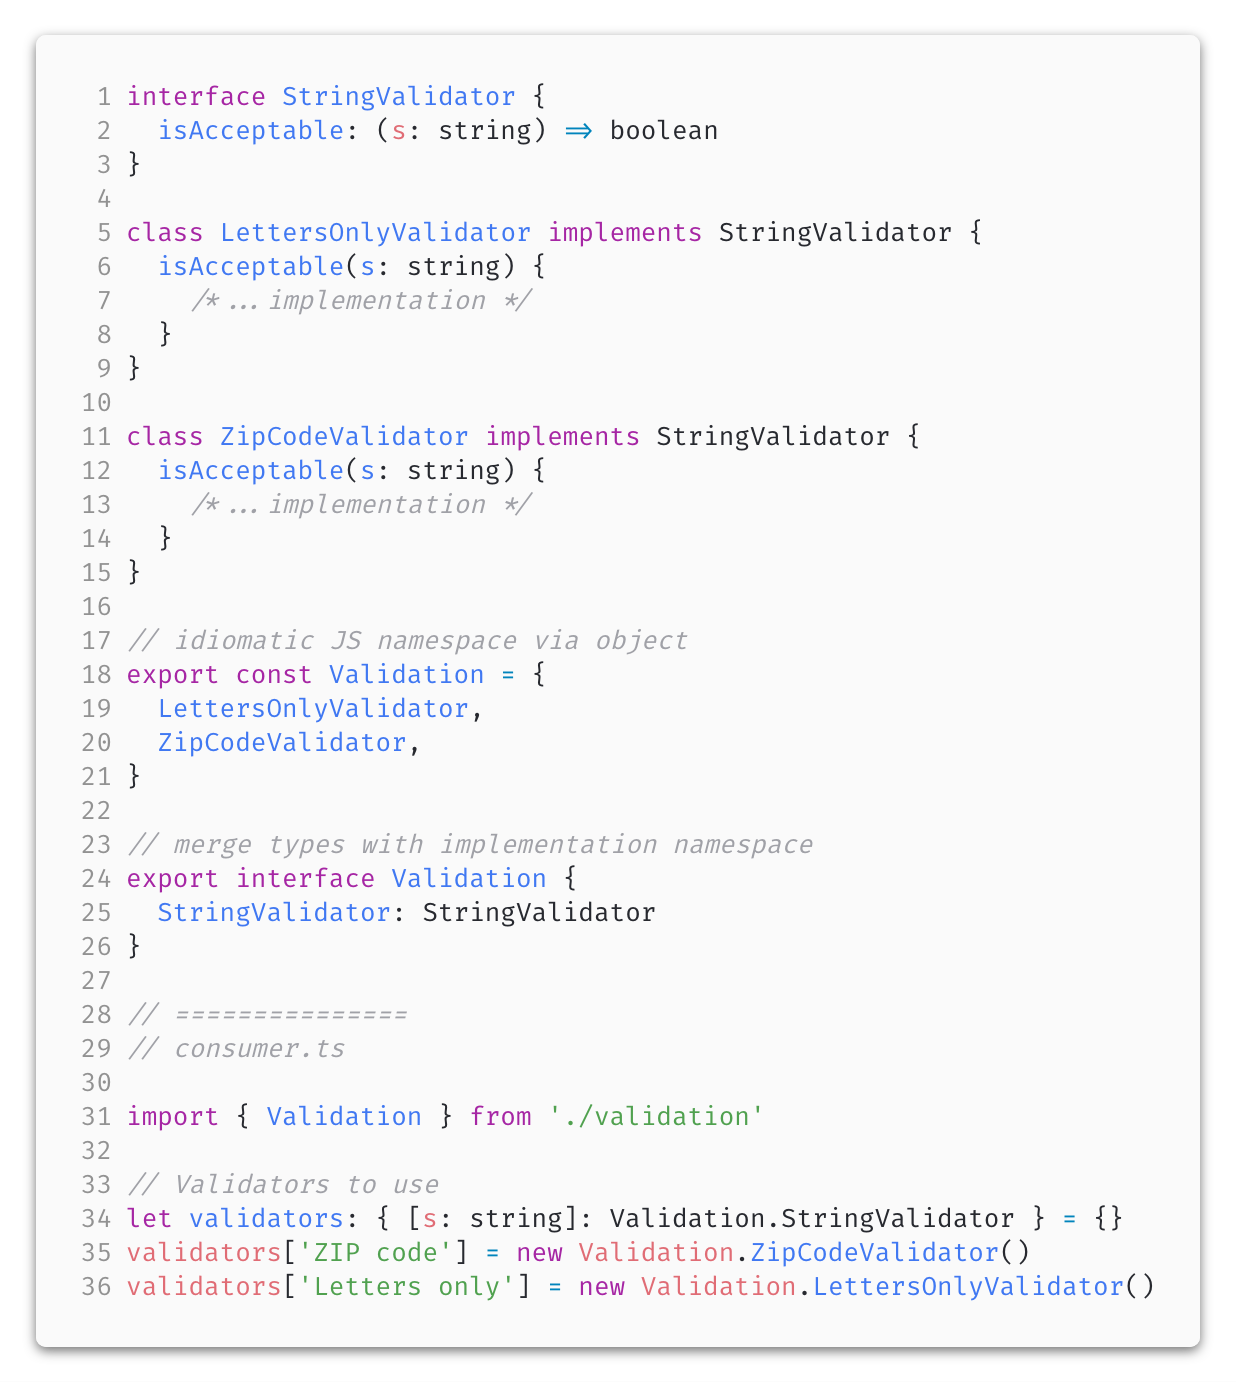 1 interface StringValidator {
2   isAcceptable: (s: string) => boolean
3 }
4
5 class LettersOnlyValidator implements StringValidator {
6   isAcceptable(s: string) {
7     /* ... implementation */
8   }
9 }
10
11 class ZipCodeValidator implements StringValidator {
12   isAcceptable(s: string) {
13     /* ... implementation */
14   }
15 }
16
17 // idiomatic JS namespace via object
18 export const Validation = {
19   LettersOnlyValidator,
20   ZipCodeValidator,
21 }
22
23 // merge types with implementation namespace
24 export interface Validation {
25   StringValidator: StringValidator
26 }
27
28 // ===============
29 // consumer.ts
30
31 import { Validation } from './validation'
32
33 // Validators to use
34 let validators: { [s: string]: Validation.StringValidator } = {}
35 validators['ZIP code'] = new Validation.ZipCodeValidator()
36 validators['Letters only'] = new Validation.LettersOnlyValidator()